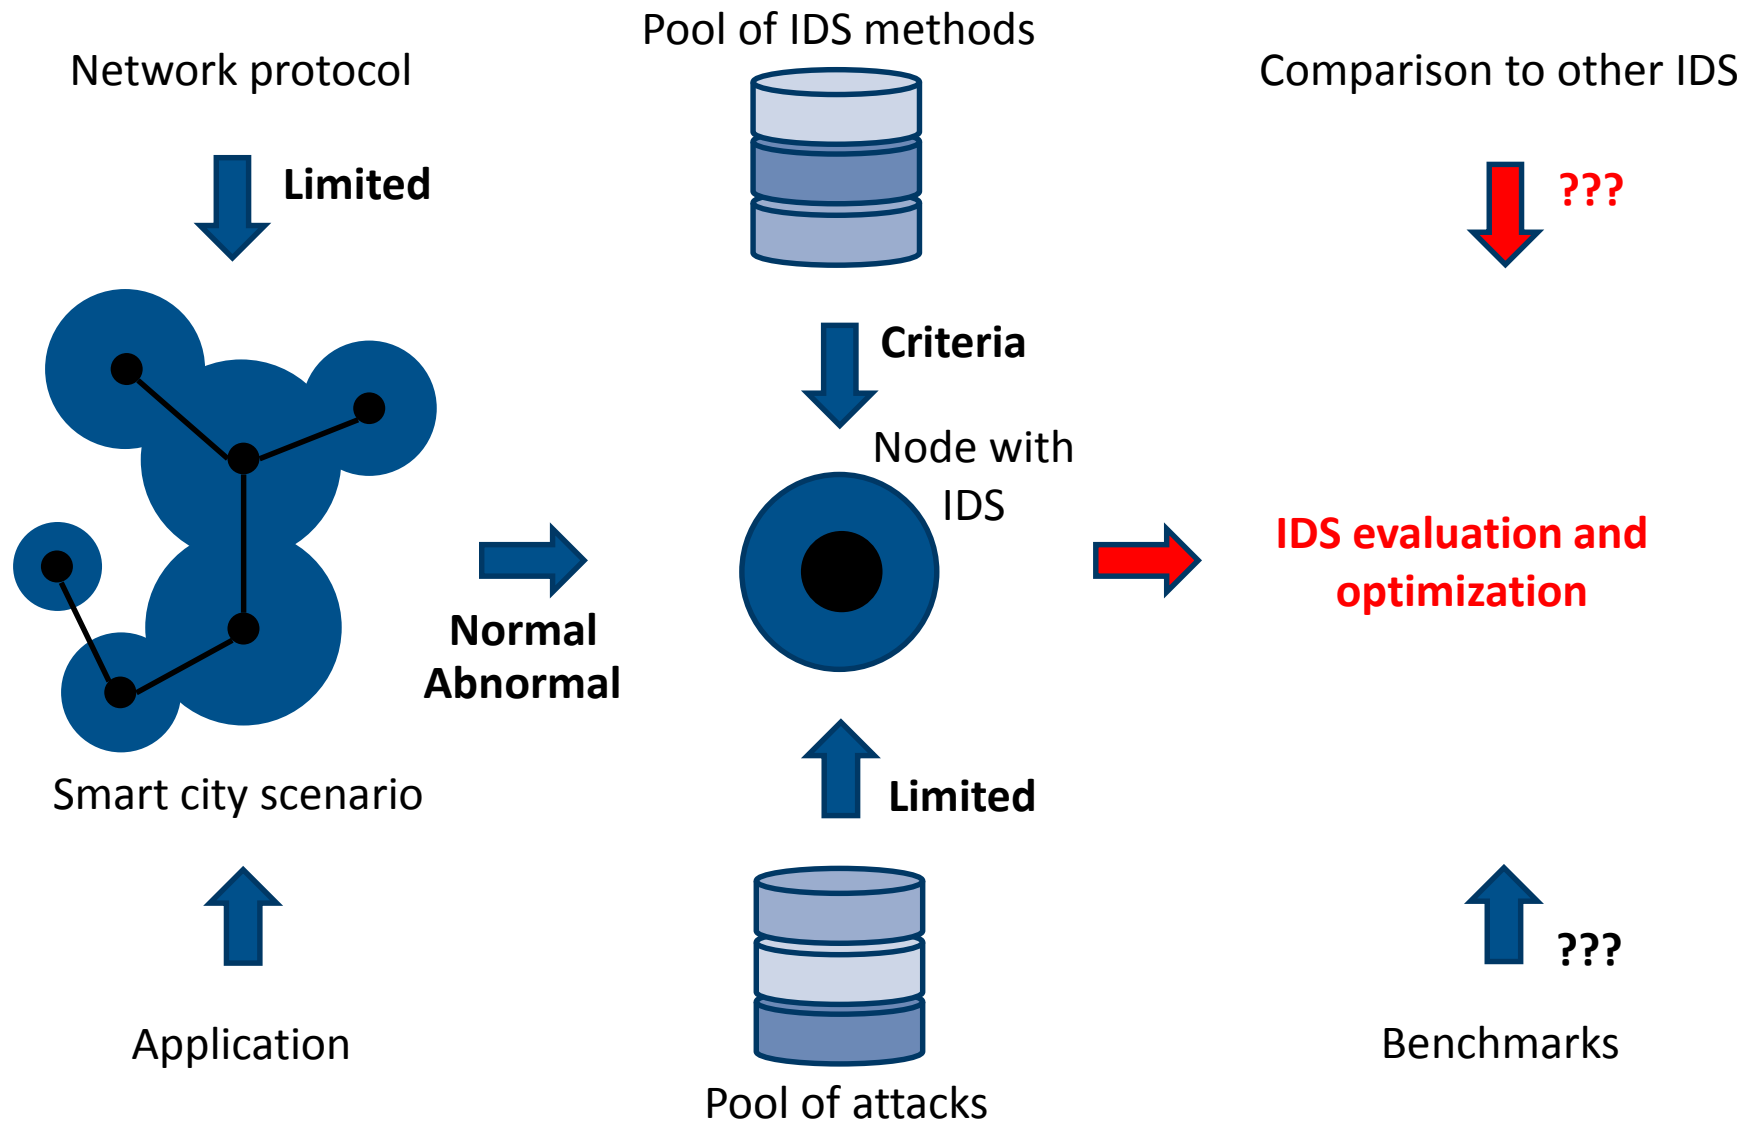 Network protocol
Limited
Smart city scenario
Application
Normal
Abnormal
Pool of IDS methods
Criteria
Node with
IDS
Limited
Pool of attacks
Comparison to other IDS
???
IDS evaluation and
optimization
???
Benchmarks